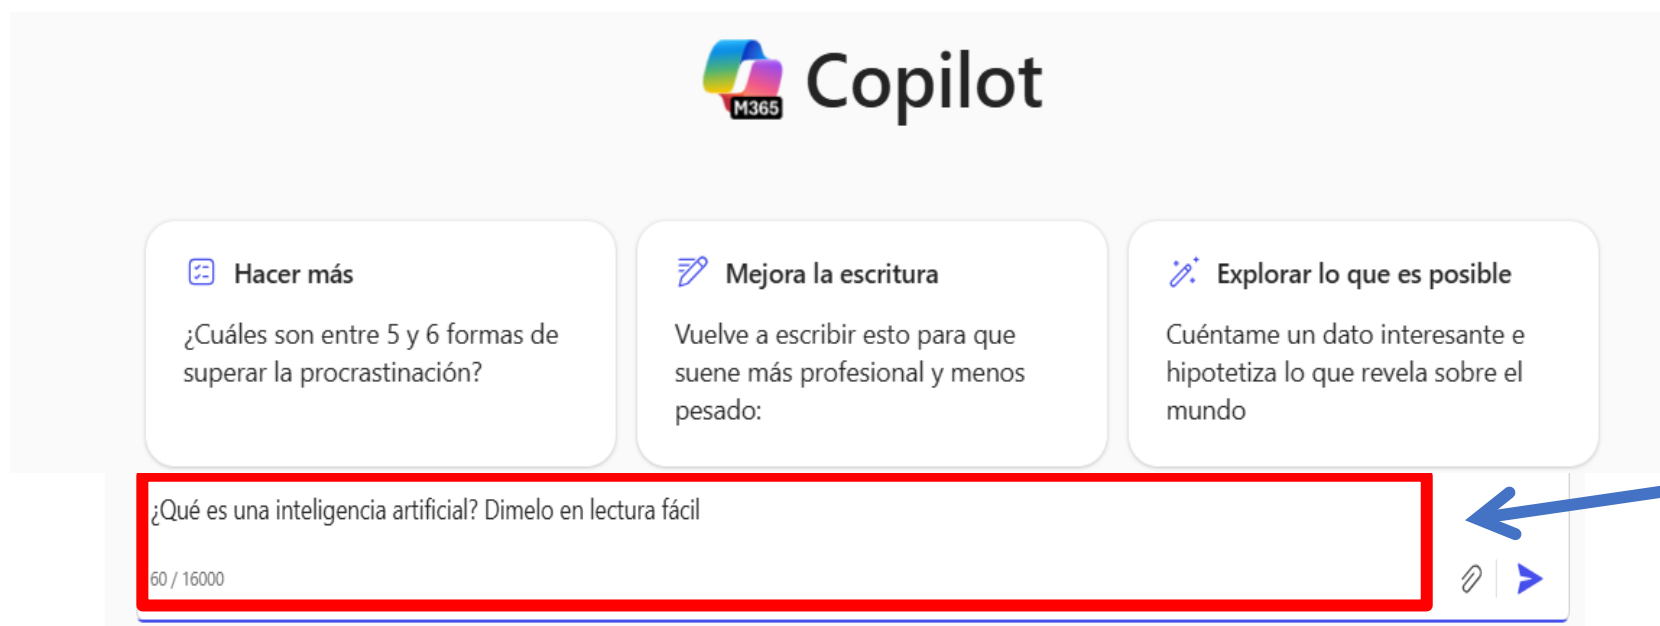 M365
Copilot
Hacer más
¿Cuáles son entre 5 y 6 formas de
superar la procrastinación?
Mejora la escritura
Vuelve a escribir esto para que
suene más profesional y menos
pesado:
Explorar lo que es posible
Cuéntame un dato interesante e
hipotetiza lo que revela sobre el
mundo
¿Qué es una inteligencia artificial? Dimelo en lectura fácil
60 / 16000